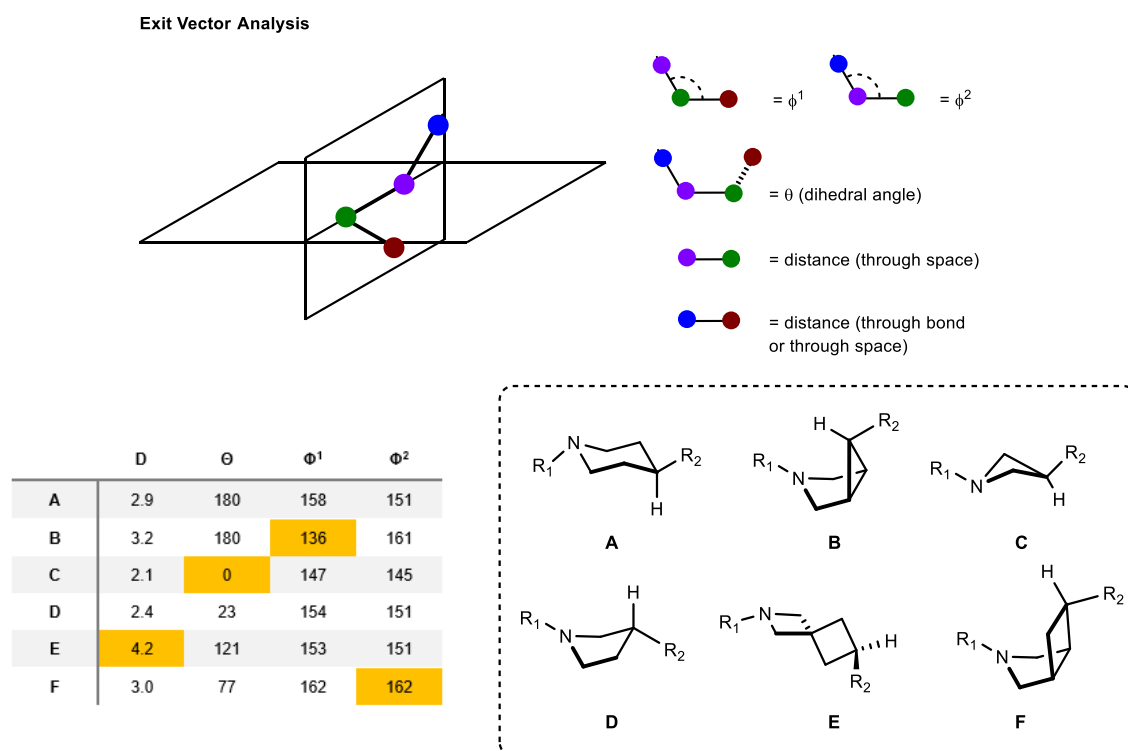 Exit Vector Analysis
= ϕ¹
= ϕ²
= θ (dihedral angle)
= distance (through space)
= distance (through bond
or through space)
D Θ Φ¹ Φ²
A 2.9 180 158 151
B 3.2 180 136 161
C 2.1 0 147 145
D 2.4 23 154 151
E 4.2 121 153 151
F 3.0 77 162 162
R₁ N R₂ H
A
R₁ N H R₂
B
R₁ N R₂ H
C
R₁ N H R₂
D
R₁ N H R₂
E
R₁ N H R₂
F